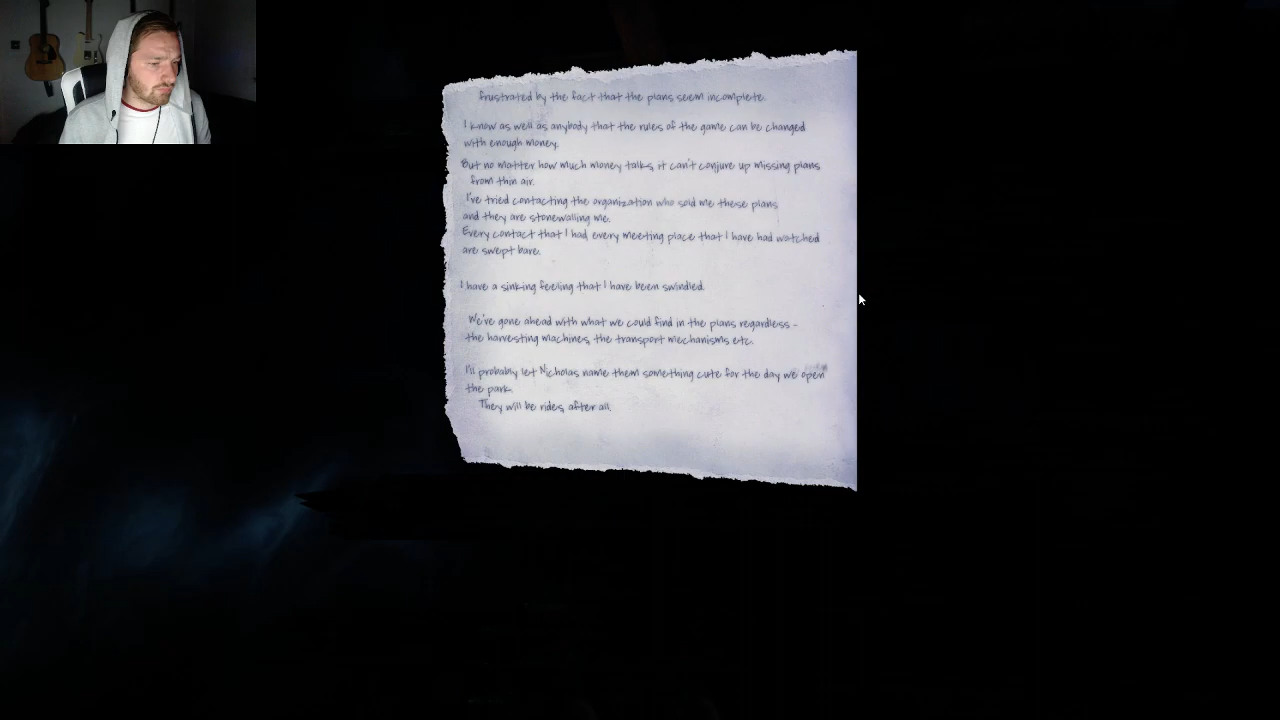 frustrated by the fact that the plans seem incomplete.
I know as well as anybody that the rules of the game can be changed
with enough money.
But no matter how much money talks, it can't conjure up missing plans
from thin air.
I've tried contacting the organization who sold me these plans
and they are stonewalling me.
Every contact that I had, every meeting place that I have had watched
are swept bare.
I have a sinking feeling that I have been swindled.
We've gone ahead with what we could find in the plans regardless -
the harvesting machines, the transport mechanisms etc.
I'll probably let Nicholas name them something cute for the day we open
the park.
They will be rides, after all.